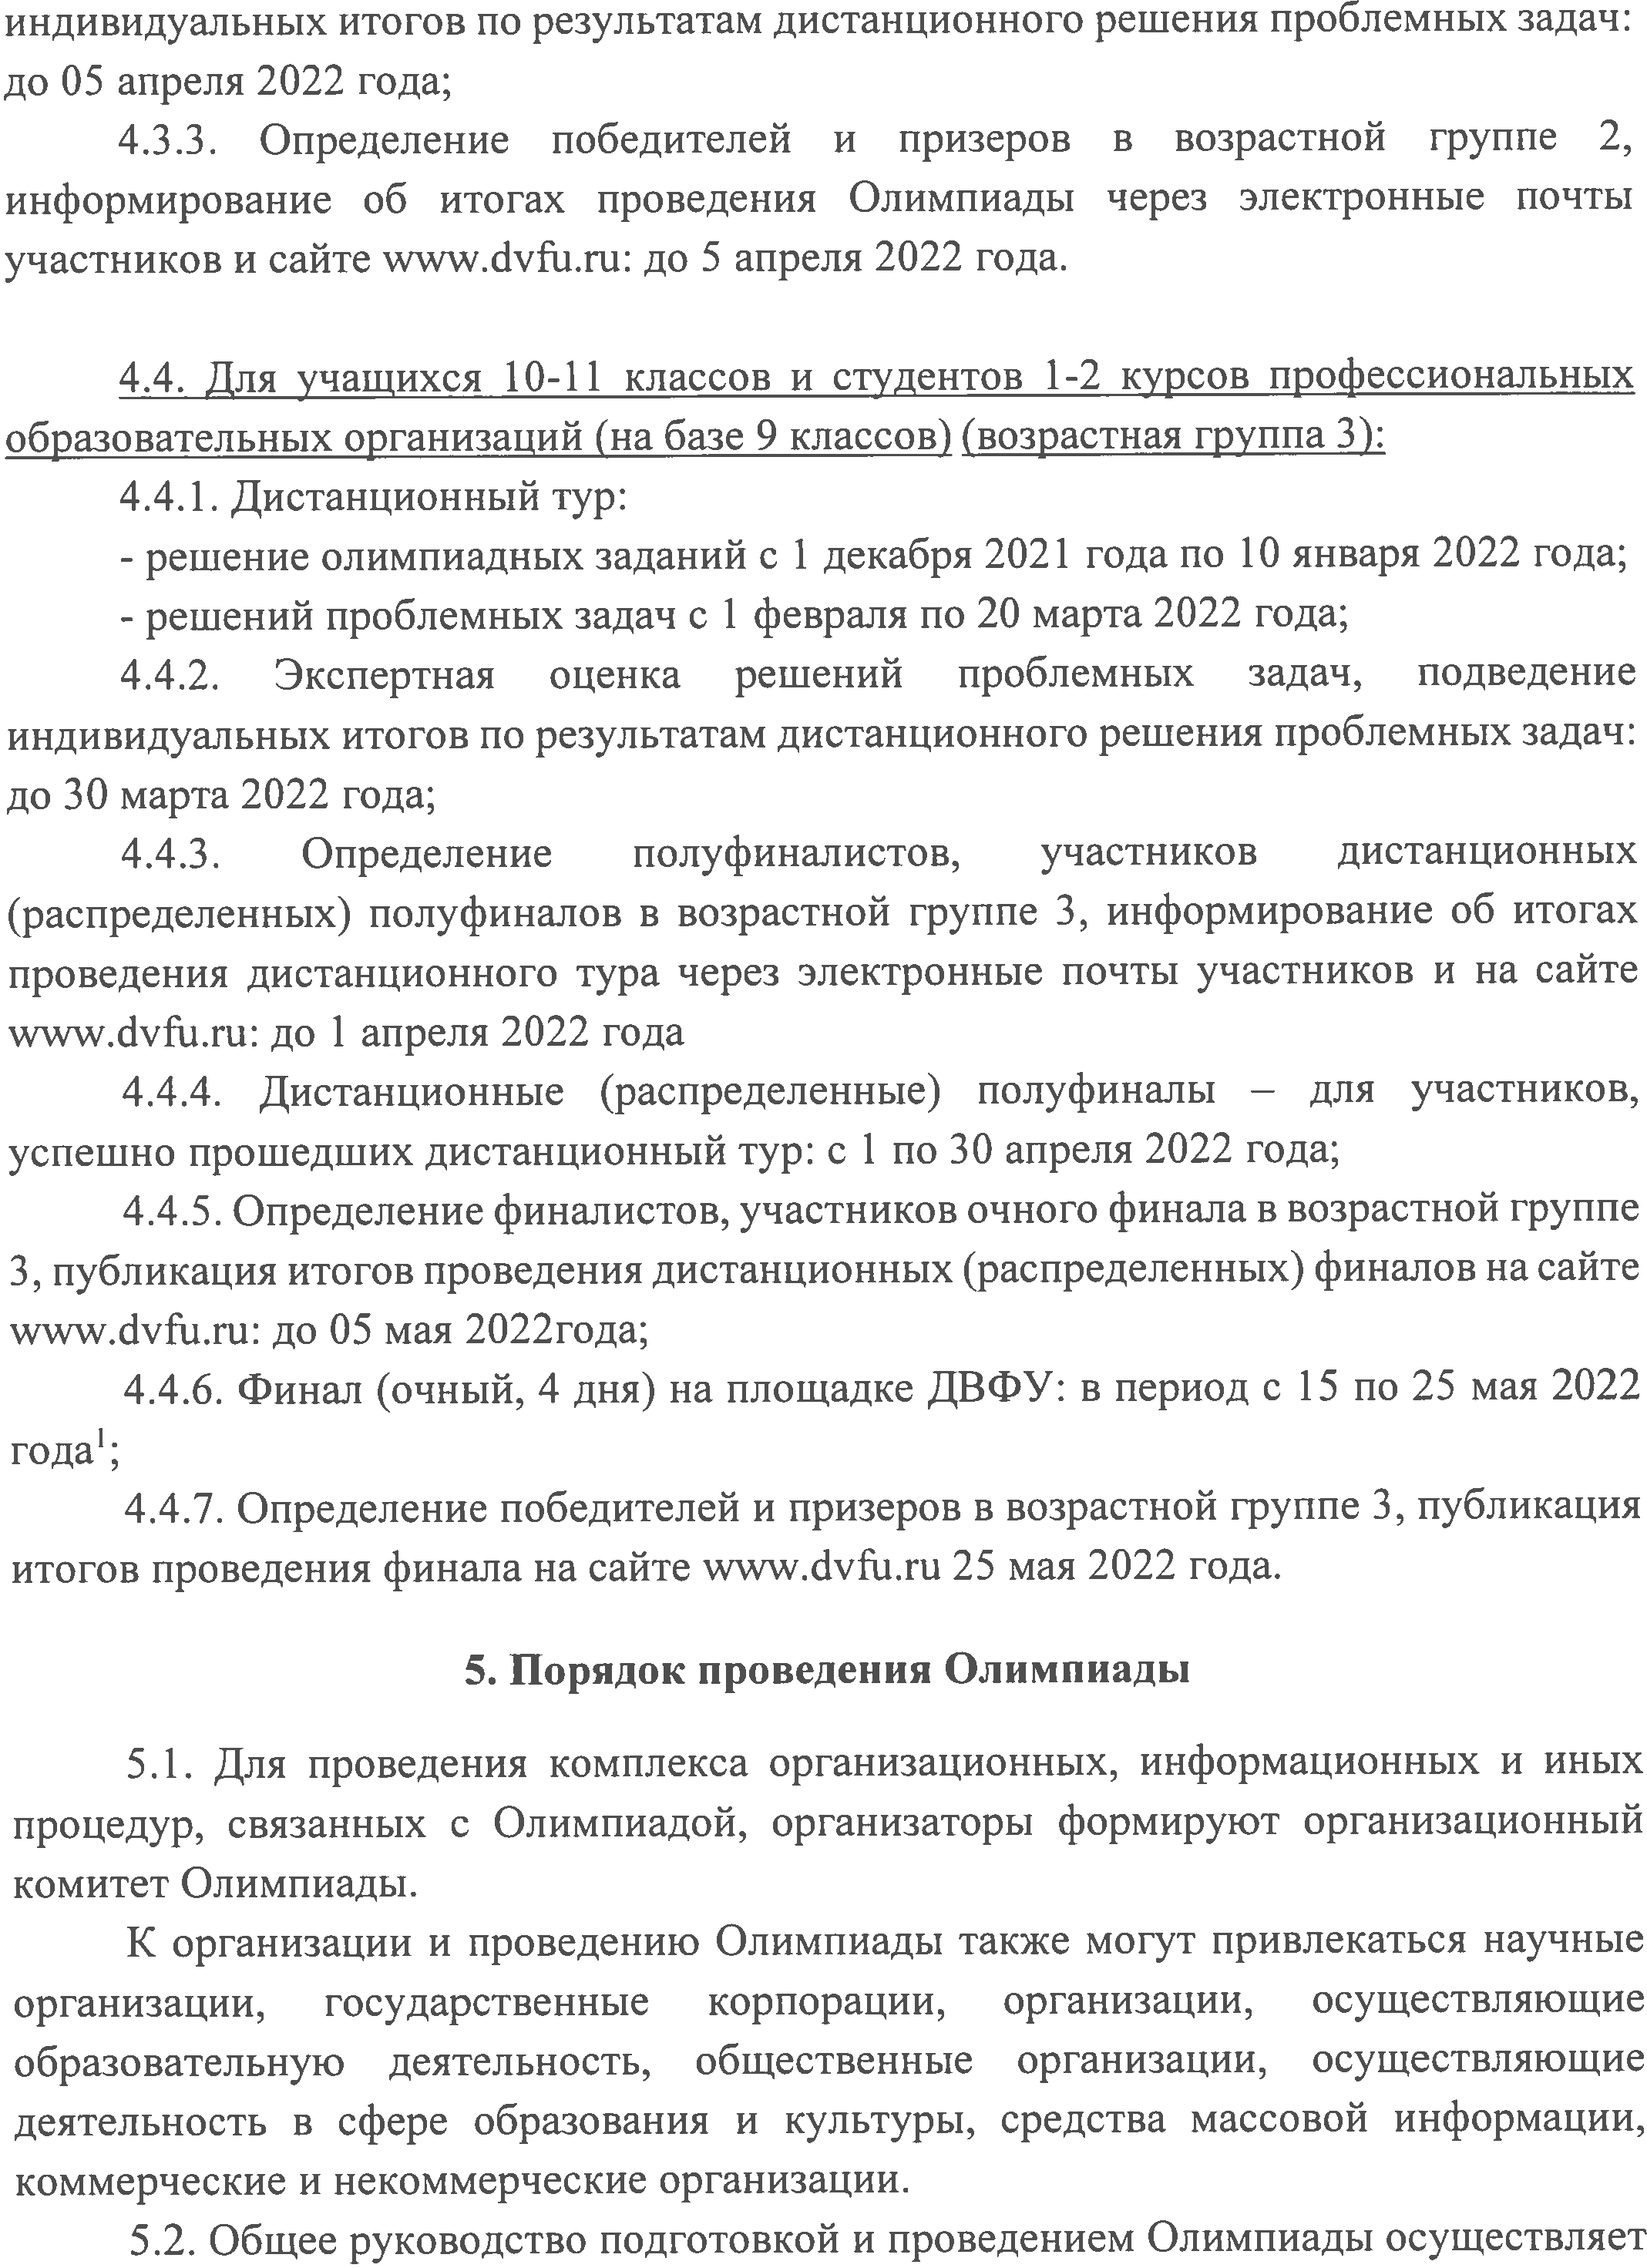 индивидуальных итогов по результатам дистанционного решения проблемных задач:
до 05 апреля 2022 года;
4.3.3. Определение победителей и призеров в возрастной группе 2,
информирование об итогах проведения Олимпиады через электронные почты
участников и сайте www.dvfu.ru: до 5 апреля 2022 года.
4.4. Для учащихся 10-11 классов и студентов 1-2 курсов профессиональных
образовательных организаций (на базе 9 классов) (возрастная группа 3):
4.4.1. Дистанционный тур:
- решение олимпиадных заданий с 1 декабря 2021 года по 10 января 2022 года;
- решений проблемных задач с 1 февраля по 20 марта 2022 года;
4.4.2. Экспертная оценка решений проблемных задач, подведение
индивидуальных итогов по результатам дистанционного решения проблемных задач:
до 30 марта 2022 года;
4.4.3. Определение полуфиналистов, участников дистанционных
(распределенных) полуфиналов в возрастной группе 3, информирование об итогах
проведения дистанционного тура через электронные почты участников и на сайте
www.dvfu.ru: до 1 апреля 2022 года
4.4.4. Дистанционные (распределенные) полуфиналы – для участников,
успешно прошедших дистанционный тур: с 1 по 30 апреля 2022 года;
4.4.5. Определение финалистов, участников очного финала в возрастной группе
3, публикация итогов проведения дистанционных (распределенных) финалов на сайте
www.dvfu.ru: до 05 мая 2022года;
4.4.6. Финал (очный, 4 дня) на площадке ДВФУ: в период с 15 по 25 мая 2022
года¹;
4.4.7. Определение победителей и призеров в возрастной группе 3, публикация
итогов проведения финала на сайте www.dvfu.ru 25 мая 2022 года.
5. Порядок проведения Олимпиады
5.1. Для проведения комплекса организационных, информационных и иных
процедур, связанных с Олимпиадой, организаторы формируют организационный
комитет Олимпиады.
К организации и проведению Олимпиады также могут привлекаться научные
организации, государственные корпорации, организации, осуществляющие
образовательную деятельность, общественные организации, осуществляющие
деятельность в сфере образования и культуры, средства массовой информации,
коммерческие и некоммерческие организации.
5.2. Общее руководство подготовкой и проведением Олимпиады осуществляет